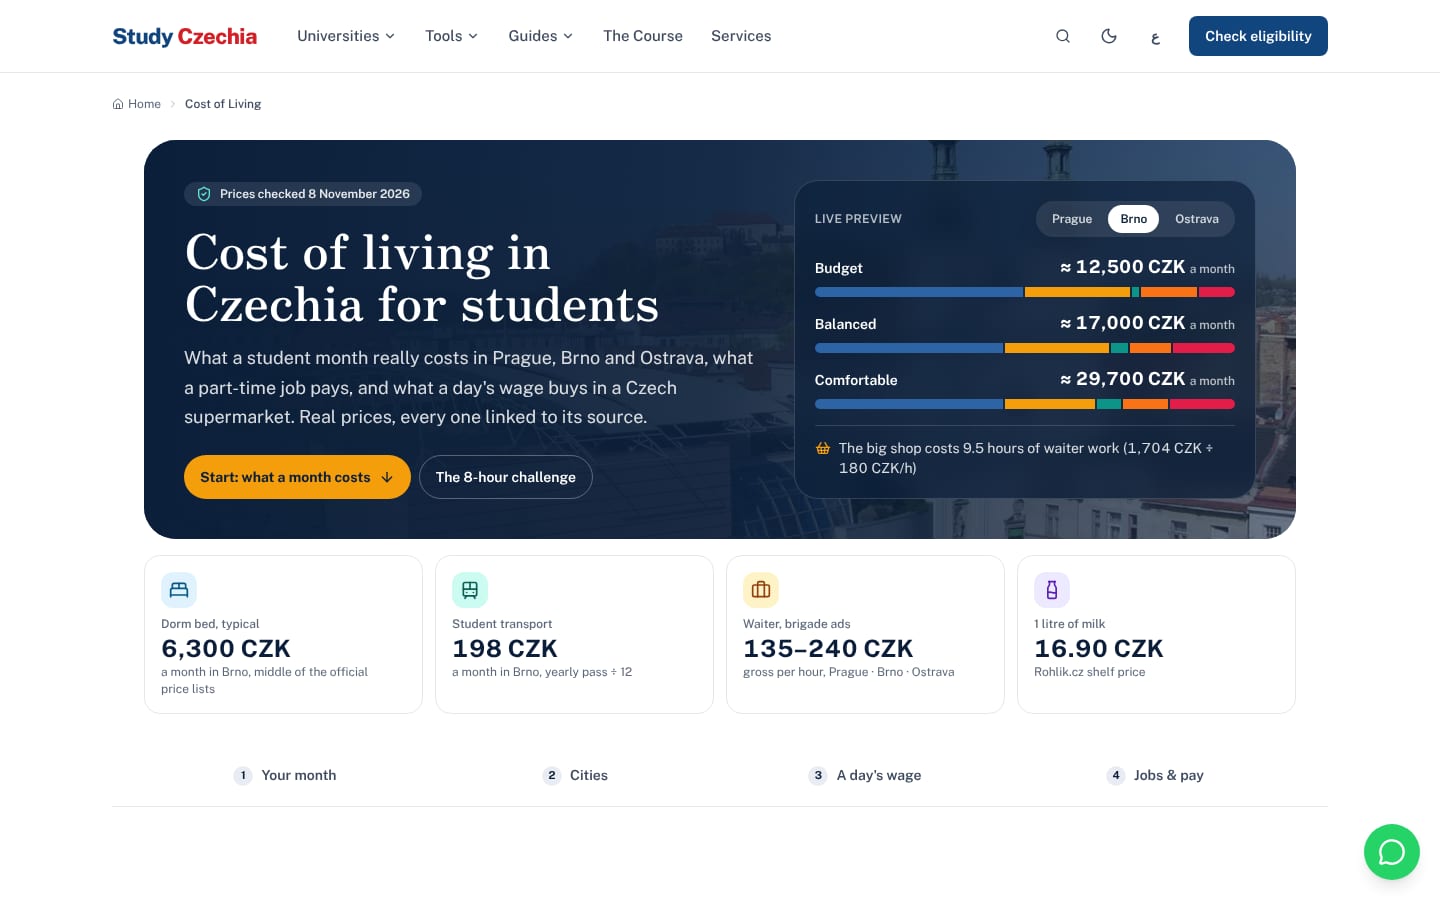 Study Czechia
Universities
Tools
Guides
The Course
Services
ع
Check eligibility
Home
Cost of Living
Prices checked 8 November 2026
Cost of living in
Czechia for students
What a student month really costs in Prague, Brno and Ostrava, what
a part-time job pays, and what a day's wage buys in a Czech
supermarket. Real prices, every one linked to its source.
Start: what a month costs
The 8-hour challenge
LIVE PREVIEW
Prague
Brno
Ostrava
Budget
≈ 12,500 CZK a month
Balanced
≈ 17,000 CZK a month
Comfortable
≈ 29,700 CZK a month
The big shop costs 9.5 hours of waiter work (1,704 CZK ÷
180 CZK/h)
Dorm bed, typical
6,300 CZK
a month in Brno, middle of the official
price lists
Student transport
198 CZK
a month in Brno, yearly pass ÷ 12
Waiter, brigade ads
135–240 CZK
gross per hour, Prague · Brno · Ostrava
1 litre of milk
16.90 CZK
Rohlik.cz shelf price
1 Your month
2 Cities
3 A day's wage
4 Jobs & pay